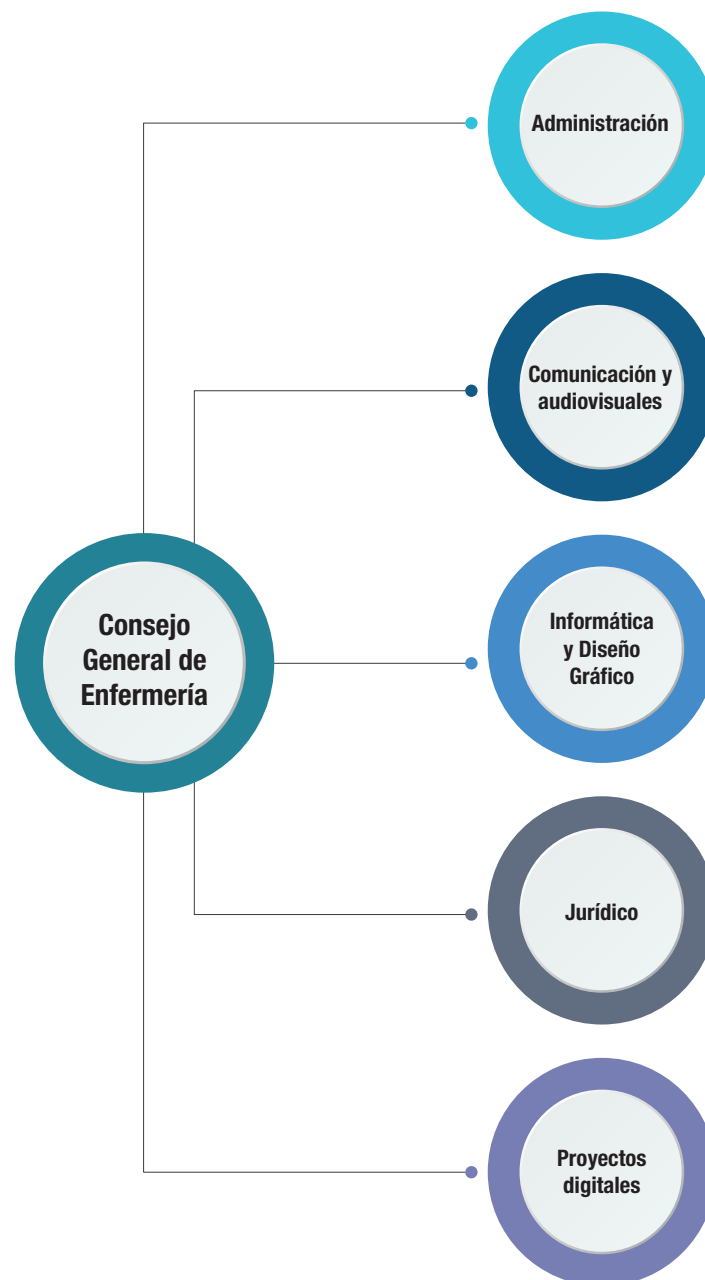 Administración
Comunicación y
audiovisuales
Consejo
General de
Enfermería
Informática
y Diseño
Gráfico
Jurídico
Proyectos
digitales